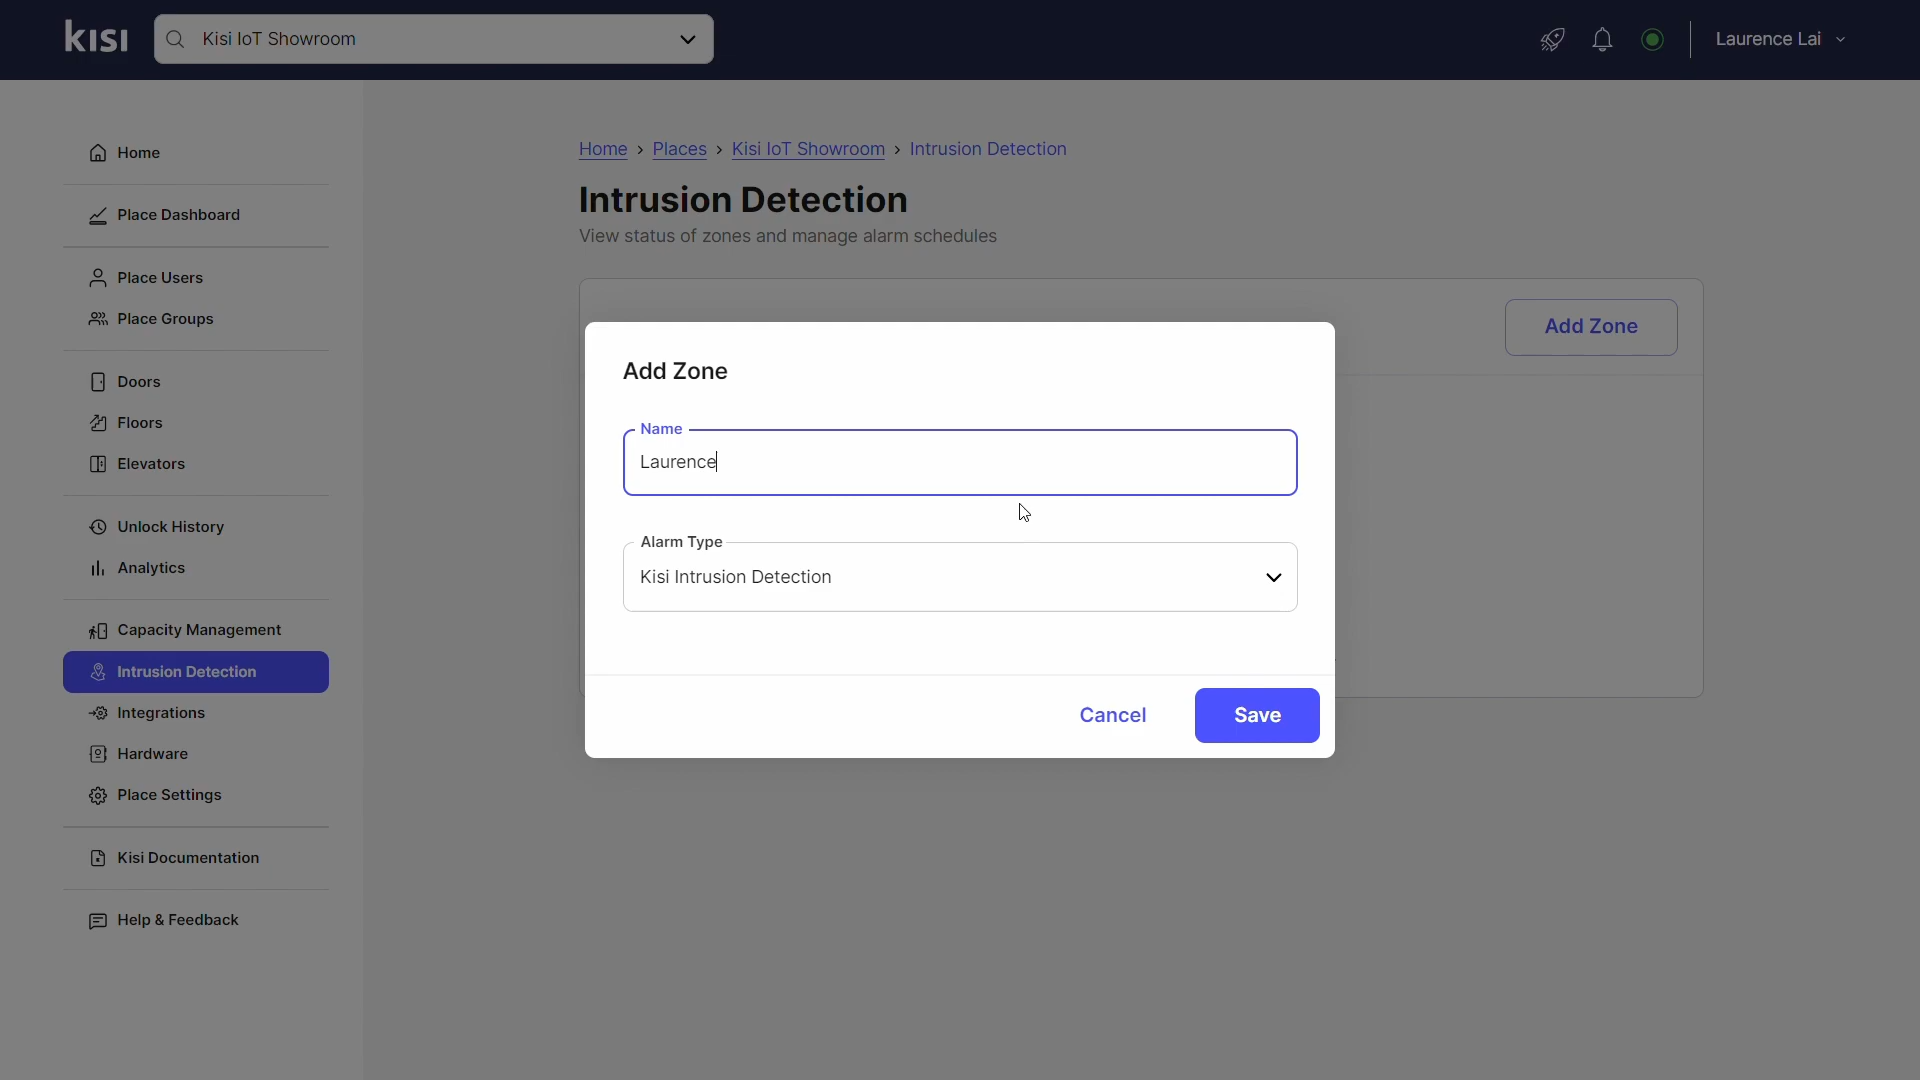 kisi
Kisi IoT Showroom
Laurence Lai
Home
Place Dashboard
Place Users
Place Groups
Doors
Floors
Elevators
Unlock History
Analytics
Capacity Management
Intrusion Detection
Integrations
Hardware
Place Settings
Kisi Documentation
Help & Feedback
Home > Places > Kisi IoT Showroom > Intrusion Detection
Intrusion Detection
View status of zones and manage alarm schedules
Add Zone
Add Zone
Name
Laurence
Alarm Type
Kisi Intrusion Detection
Cancel
Save